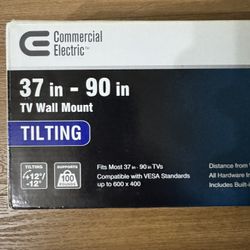 Commercial
Electric™
37 in - 90 in
TV Wall Mount
TILTING
TILTING
+12°/
-12°
SUPPORTS
100
Fits Most 37 in - 90 in TVs
Compatible with VESA Standards
up to 600 x 400
Distance from
All Hardware
Includes Built-i